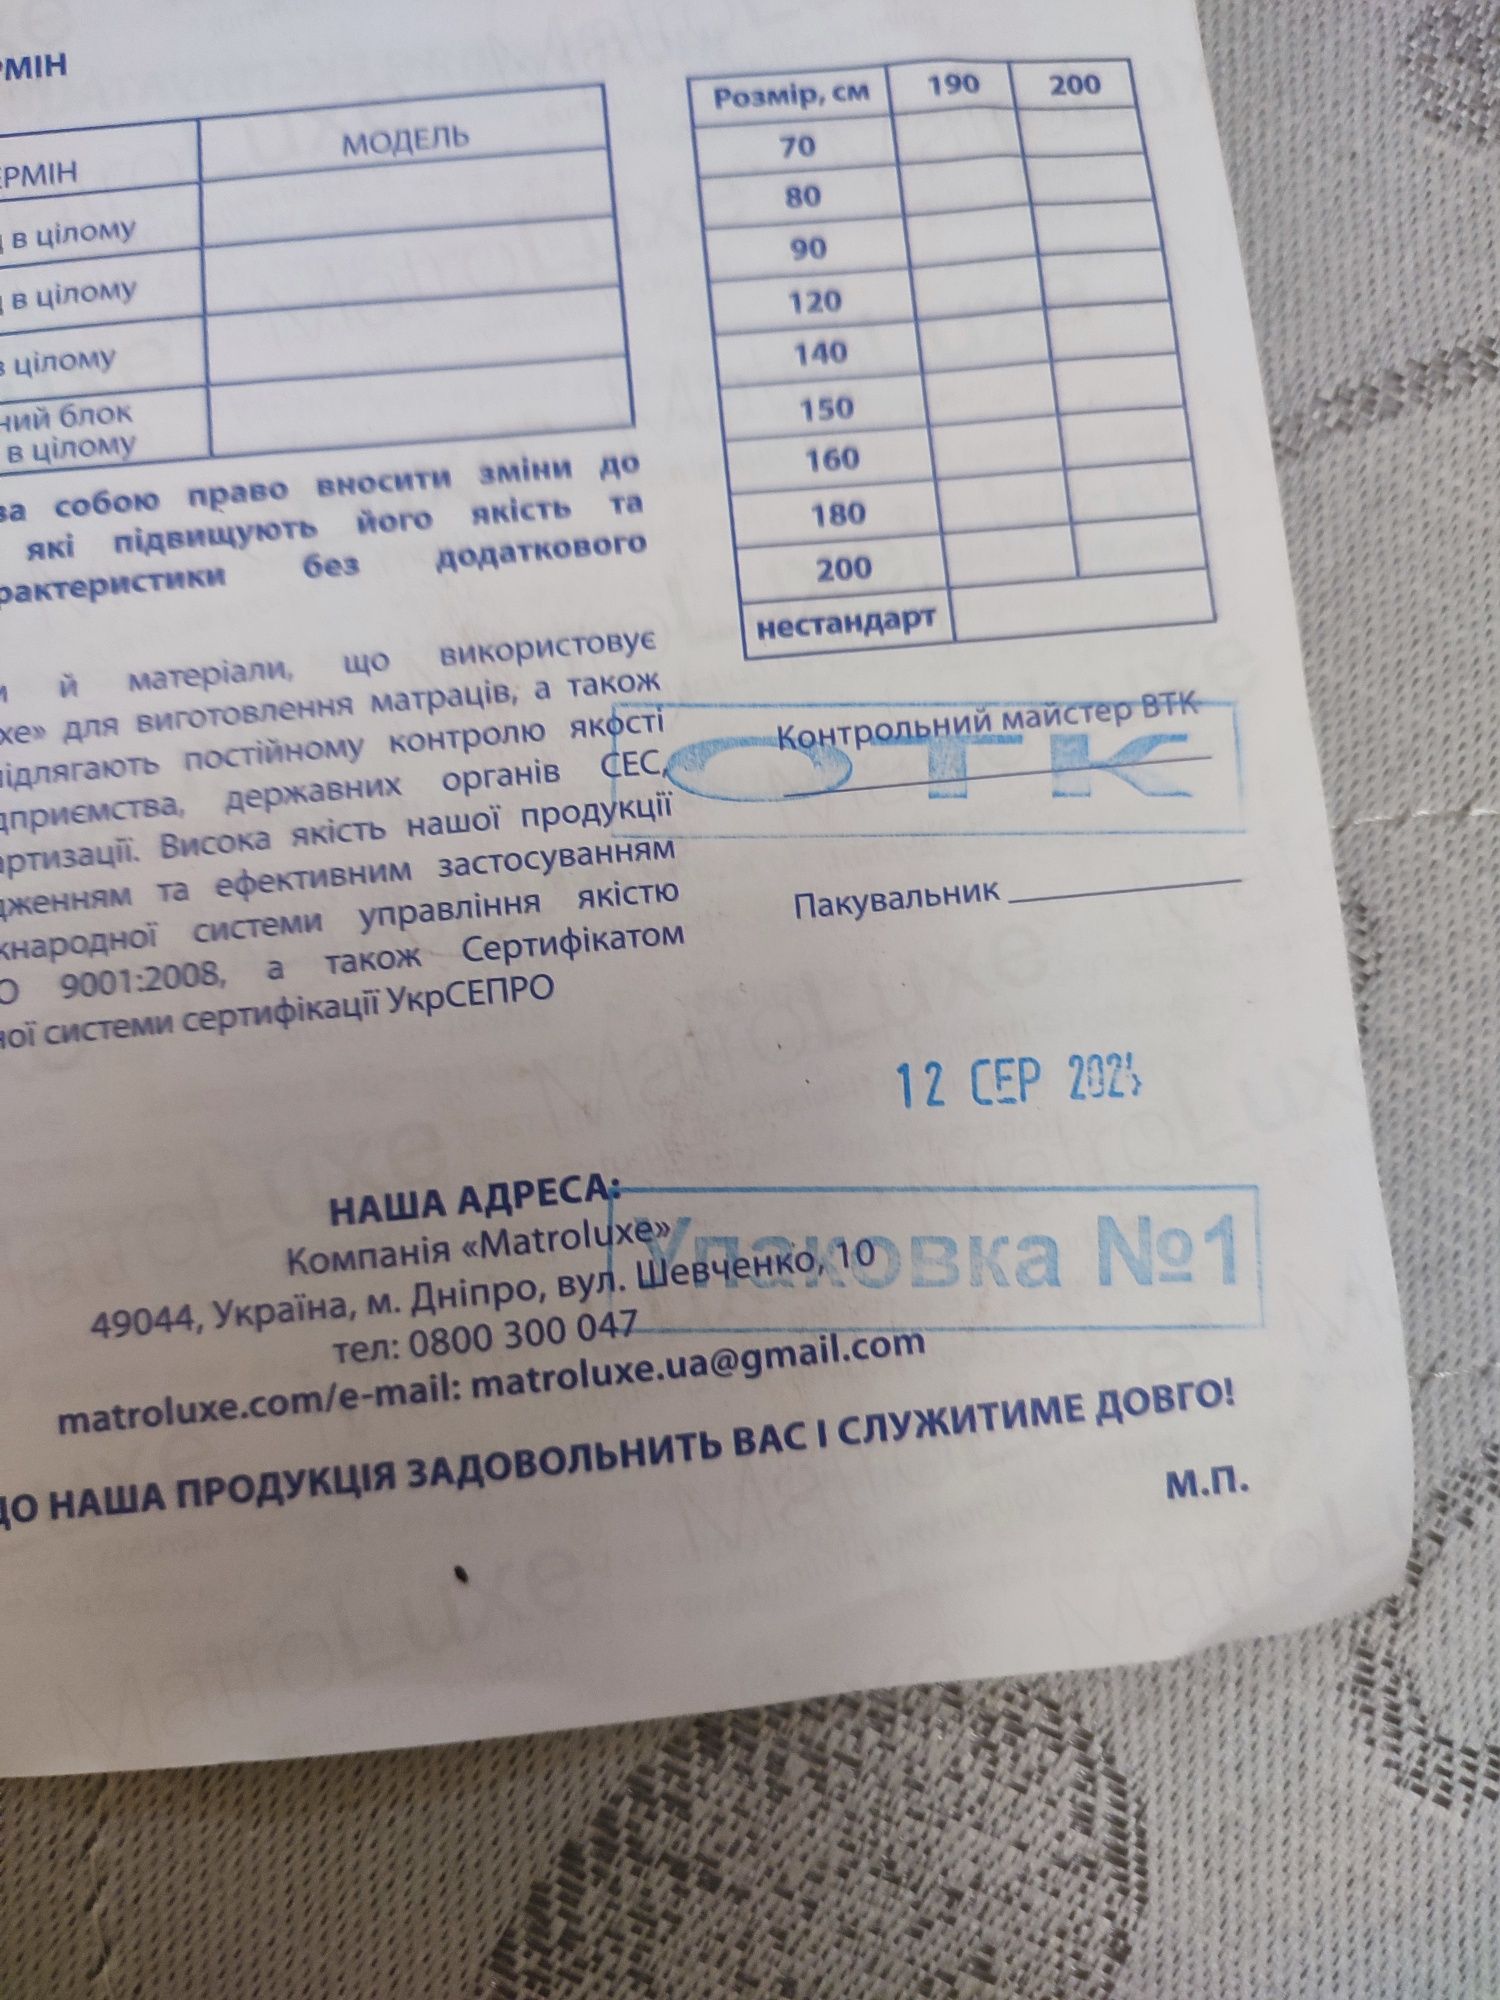 РМІН
ЕРМІН МОДЕЛЬ
в цілому
в цілому
в цілому
ний блок
в цілому
за собою право вносити зміни до
які підвищують його якість та
рактеристики без додаткового
й матеріали, що використовує
хе» для виготовлення матраців, а також
ідлягають постійному контролю якості
дприємства, державних органів СЕС,
артизації. Висока якість нашої продукції
дженням та ефективним застосуванням
жнародної системи управління якістю
О 9001:2008, а також Сертифікатом
ної системи сертифікації УкрСЕПРО
Розмір, см 190 200
70
80
90
120
140
150
160
180
200
нестандарт
Контрольний майстер ВТК
ОТК
Пакувальник
12 СЕР
НАША АДРЕСА:
Компанія «Matroluxe»
Упаковка №1
49044, Україна, м. Дніпро, вул. Шевченко, 10
тел: 0800 300 047
matroluxe.com/e-mail: matroluxe.ua@gmail.com
ЩО НАША ПРОДУКЦІЯ ЗАДОВОЛЬНИТЬ ВАС І СЛУЖИТИМЕ ДОВГО!
М.П.
MatroLuxe